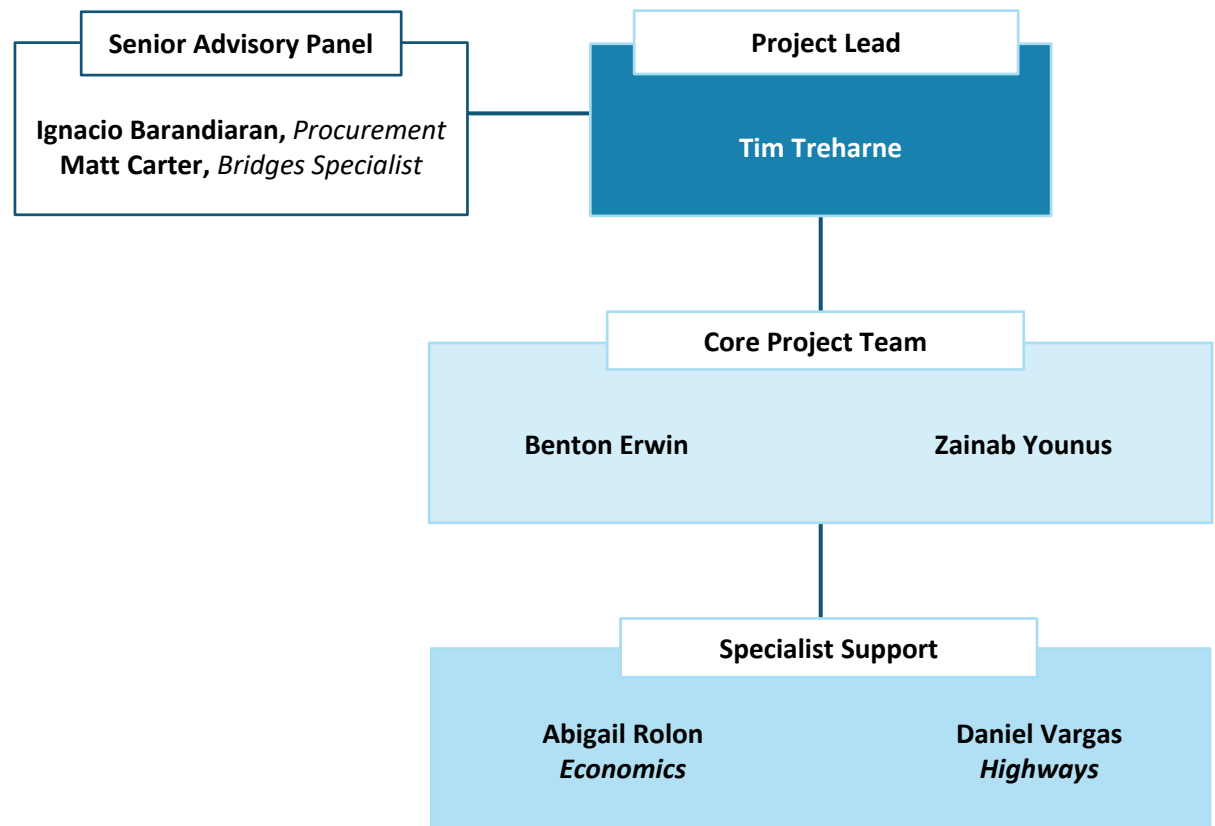 Senior Advisory Panel
Ignacio Barandiaran, Procurement
Matt Carter, Bridges Specialist
Project Lead
Tim Treharne
Core Project Team
Benton Erwin
Zainab Younus
Specialist Support
Abigail Rolon
Economics
Daniel Vargas
Highways